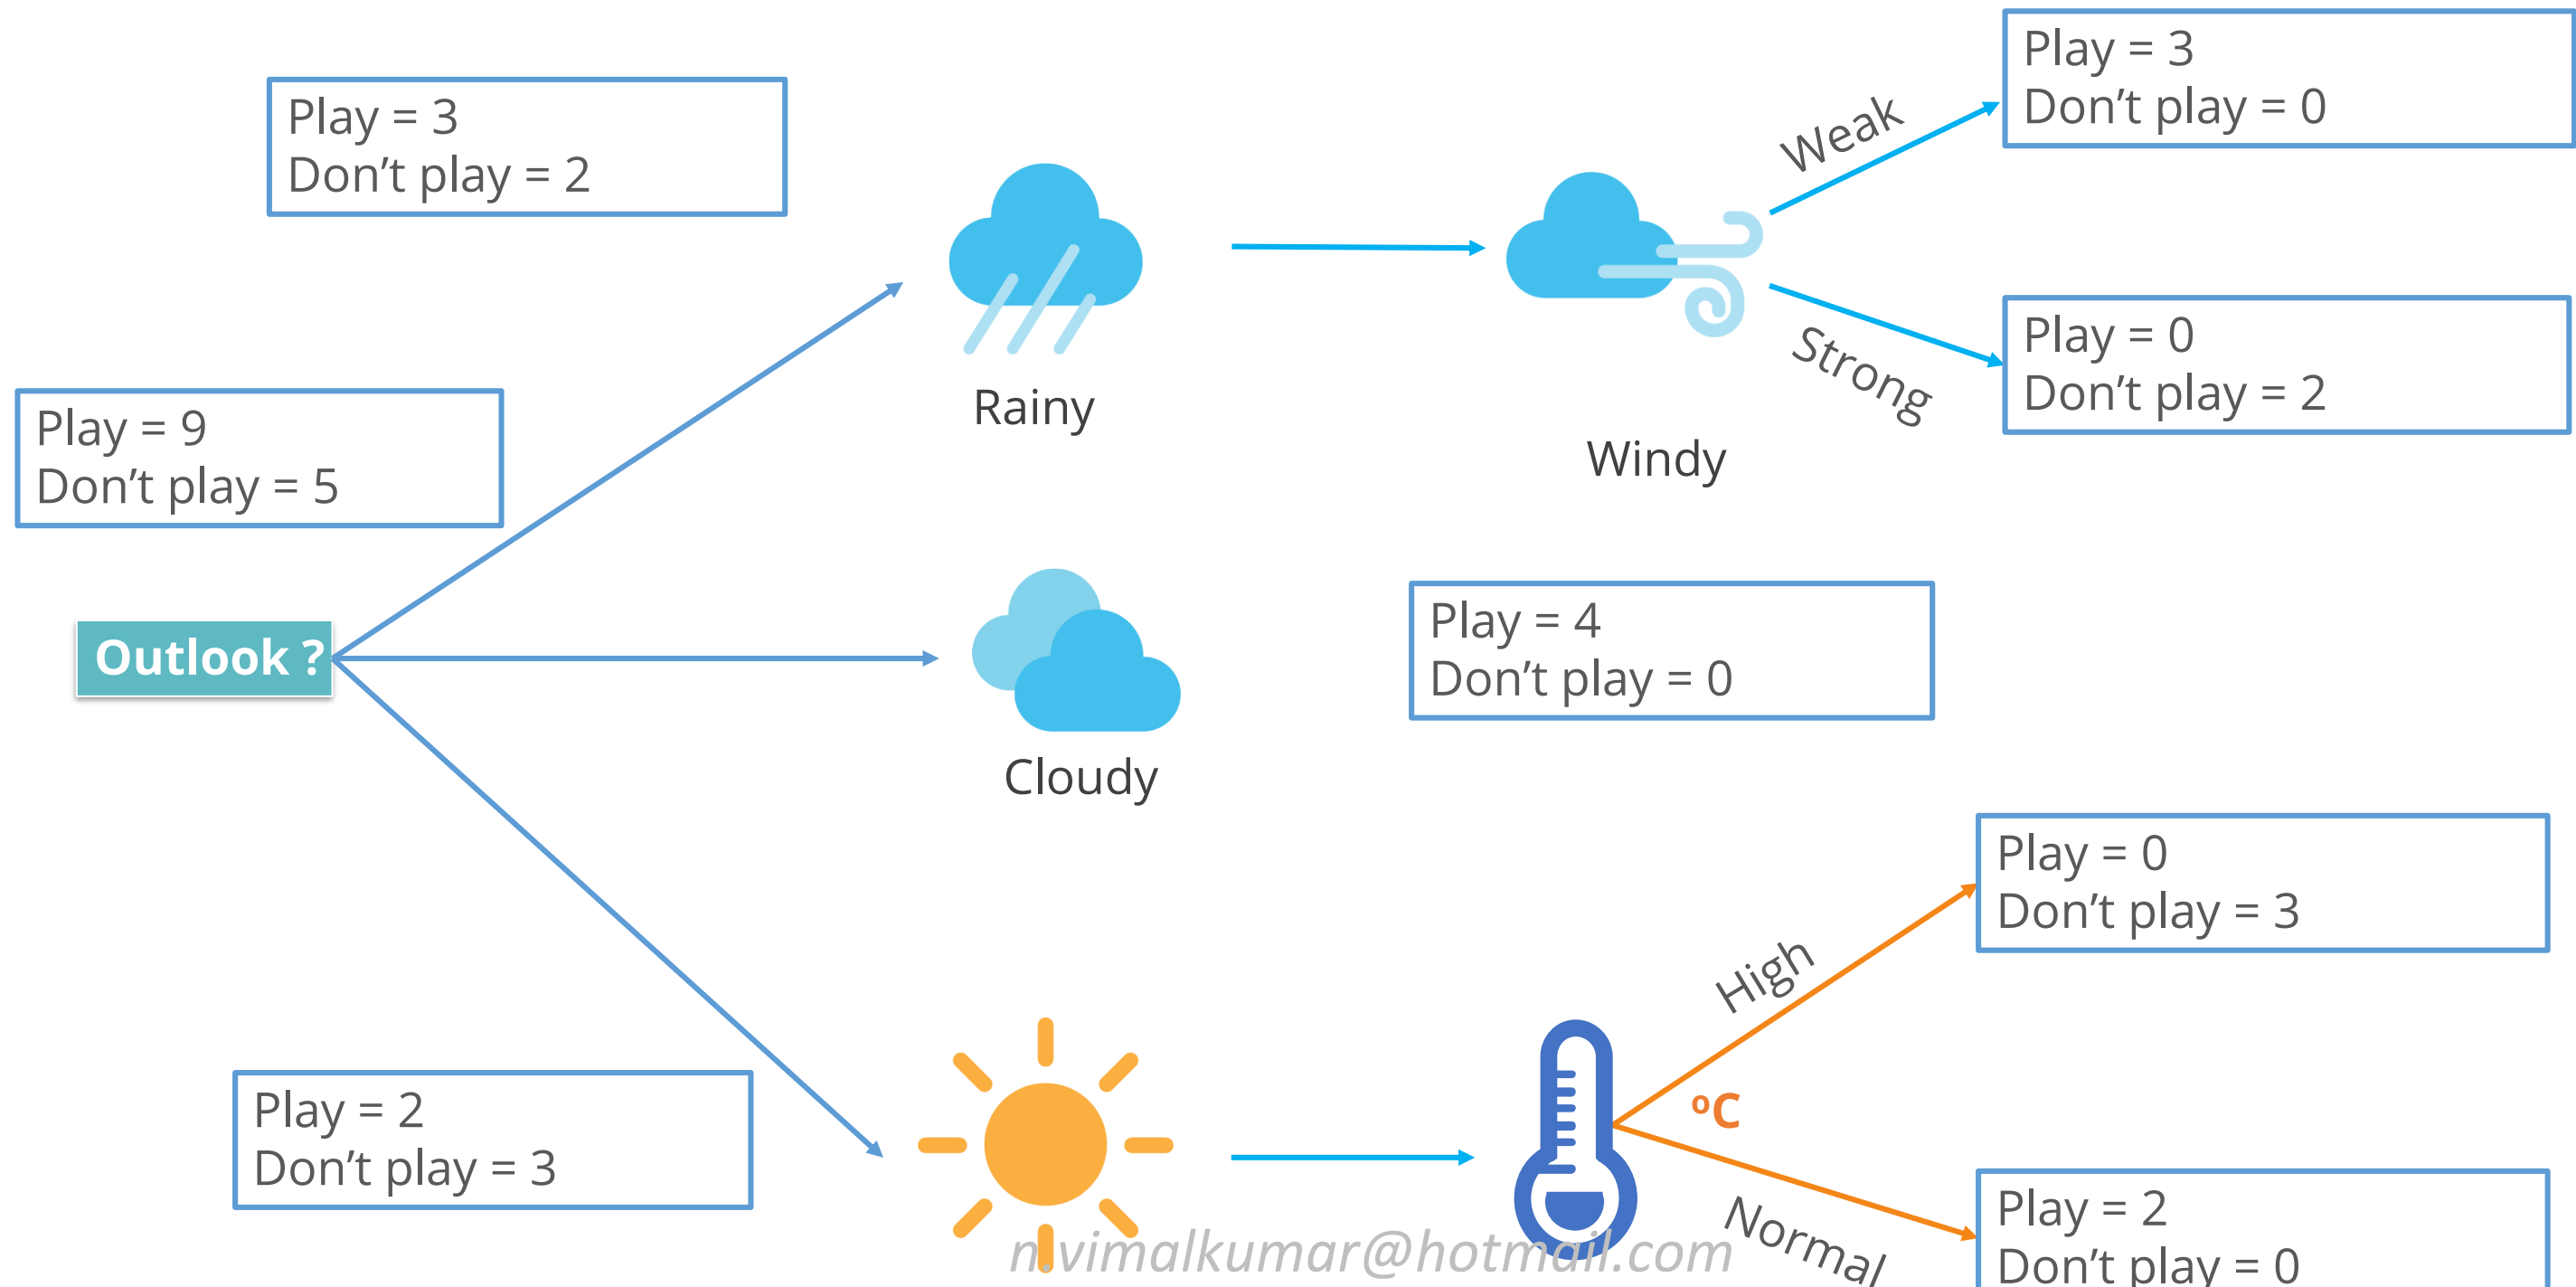 Play = 3
Don’t play = 0
Play = 3
Don’t play = 2
Weak
Play = 0
Don’t play = 2
Strong
Rainy
Windy
Play = 9
Don’t play = 5
Outlook ?
Play = 4
Don’t play = 0
Cloudy
Play = 0
Don’t play = 3
High
ºC
Play = 2
Don’t play = 3
Normal
Play = 2
Don’t play = 0
n.vimalkumar@hotmail.com